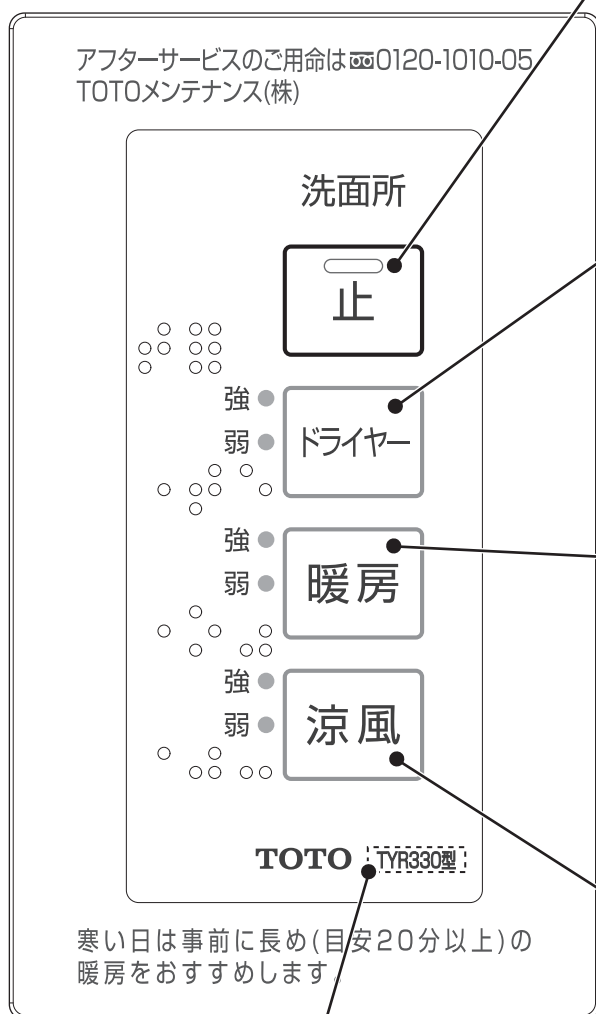 アフターサービスのご用命は0120-1010-05
TOTOメンテナンス(株)
洗面所
止
強
弱
ドライヤー
強
弱
暖房
強
弱
涼風
TOTO TYR330型
寒い日は事前に長め(目安20分以上)の
暖房をおすすめします。